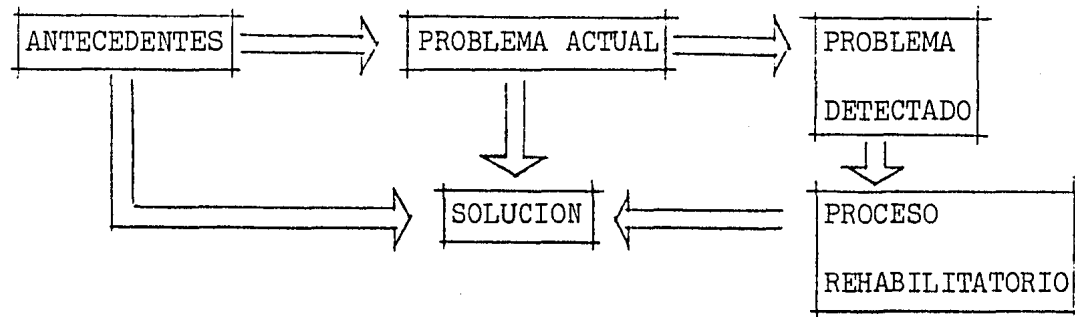 ANTECEDENTES
PROBLEMA ACTUAL
PROBLEMA
DETECTADO
SOLUCION
PROCESO
REHABILITATORIO